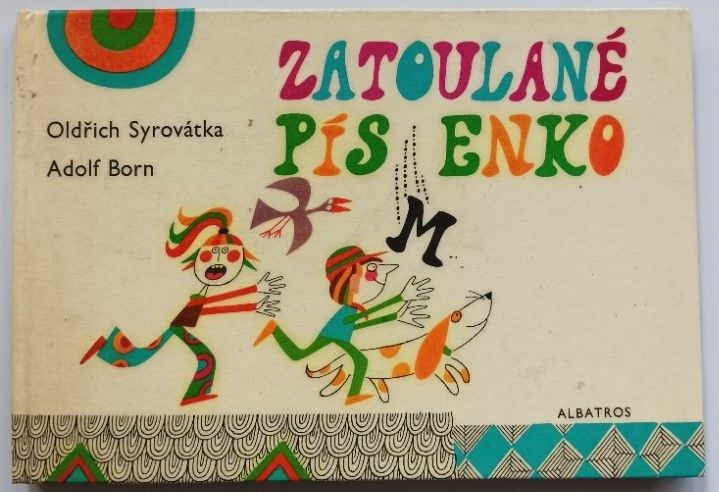 ZATOULANÉ
PÍS ENKO
M
Oldřich Syrovátka
Adolf Born
ALBATROS